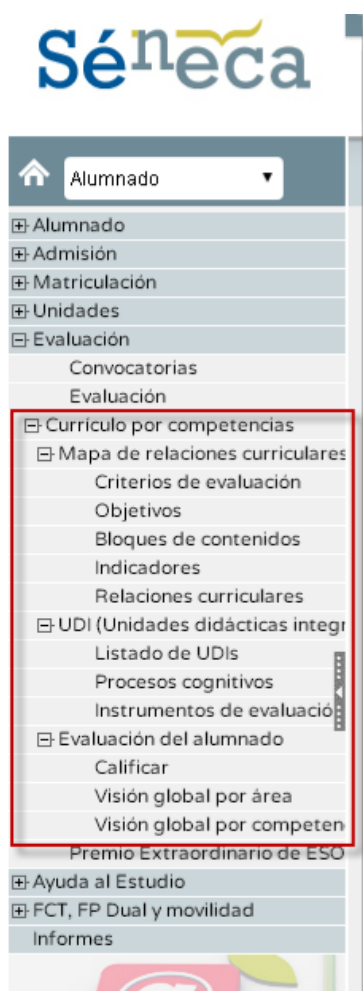 Séneca
Alumnado
Alumnado
Admisión
Matriculación
Unidades
Evaluación
Convocatorias
Evaluación
Currículo por competencias
Mapa de relaciones curriculares
Criterios de evaluación
Objetivos
Bloques de contenidos
Indicadores
Relaciones curriculares
UDI (Unidades didácticas integr
Listado de UDIs
Procesos cognitivos
Instrumentos de evaluació
Evaluación del alumnado
Calificar
Visión global por área
Visión global por competen
Premio Extraordinario de ESO
Ayuda al Estudio
FCT, FP Dual y movilidad
Informes